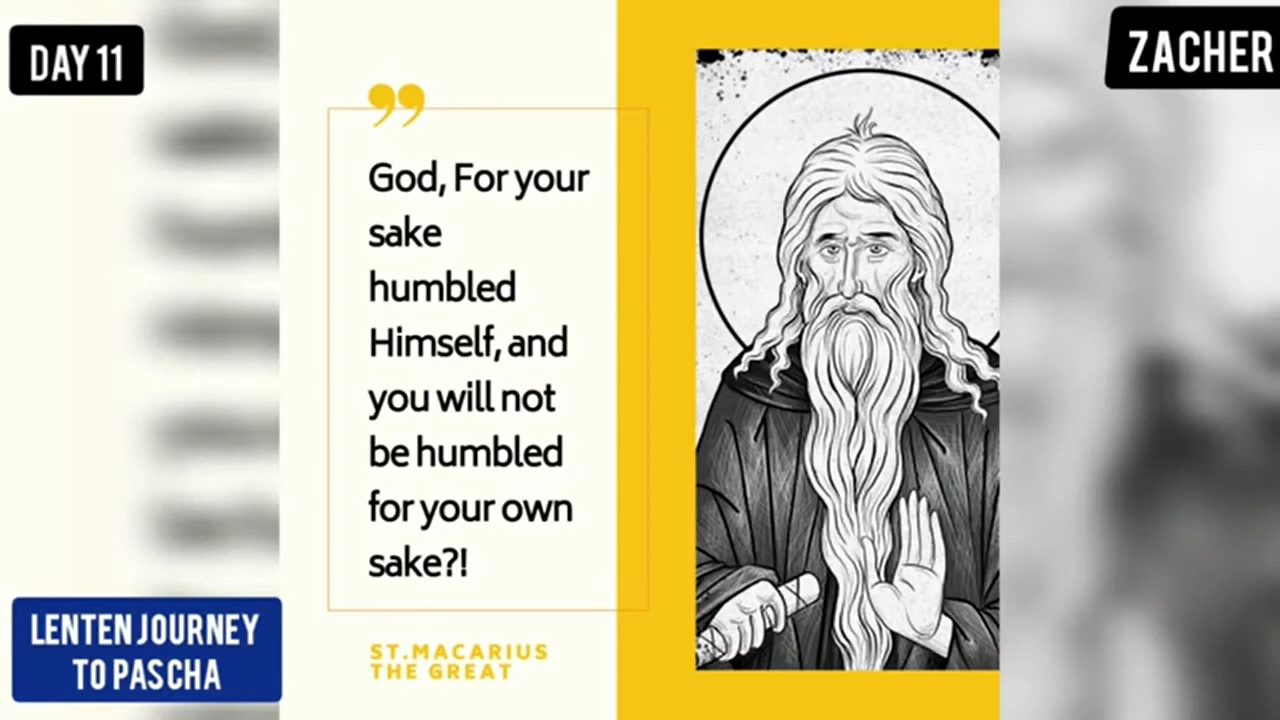 DAY 11
ZACHER
”
God, For your
sake
humbled
Himself, and
you will not
be humbled
for your own
sake?!
ST.MACARIUS
THE GREAT
LENTEN JOURNEY
TO PASCHA